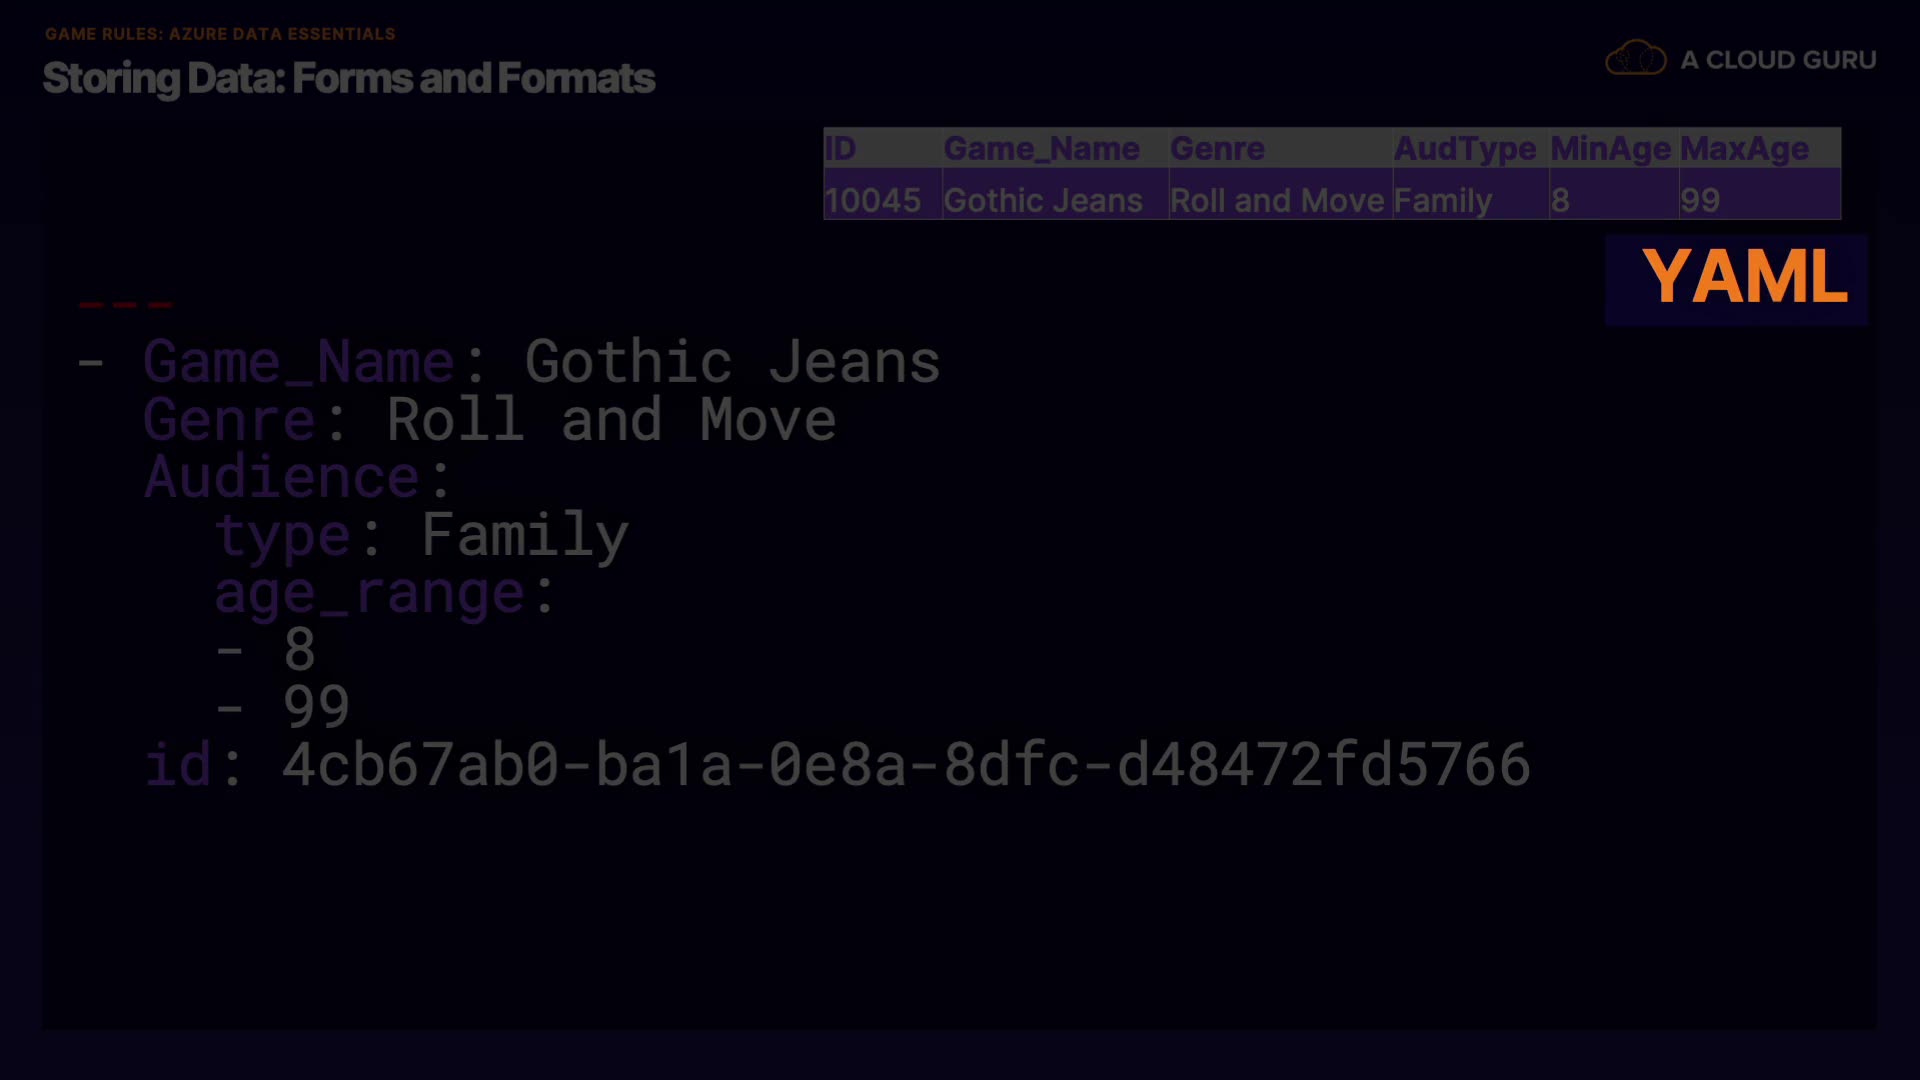 GAME RULES: AZURE DATA ESSENTIALS
Storing Data: Forms and Formats
A CLOUD GURU
ID Game_Name Genre AudType MinAge MaxAge
10045 Gothic Jeans Roll and Move Family 8 99
YAML
---
- Game_Name: Gothic Jeans
Genre: Roll and Move
Audience:
type: Family
age_range:
- 8
- 99
id: 4cb67ab0-ba1a-0e8a-8dfc-d48472fd5766